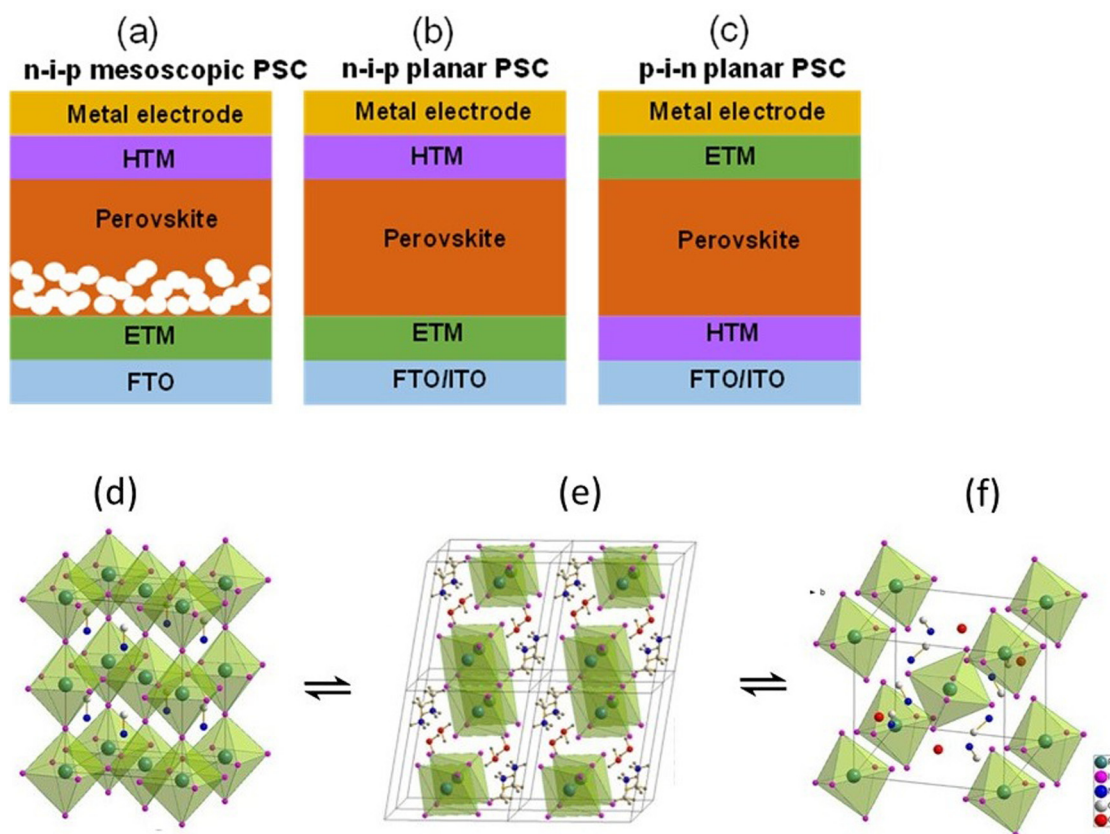 (a)
n-i-p mesoscopic PSC
Metal electrode
HTM
Perovskite
ETM
FTO
(b)
n-i-p planar PSC
Metal electrode
HTM
Perovskite
ETM
FTO/ITO
(c)
p-i-n planar PSC
Metal electrode
ETM
Perovskite
HTM
FTO/ITO
(d)
(e)
(f)
b